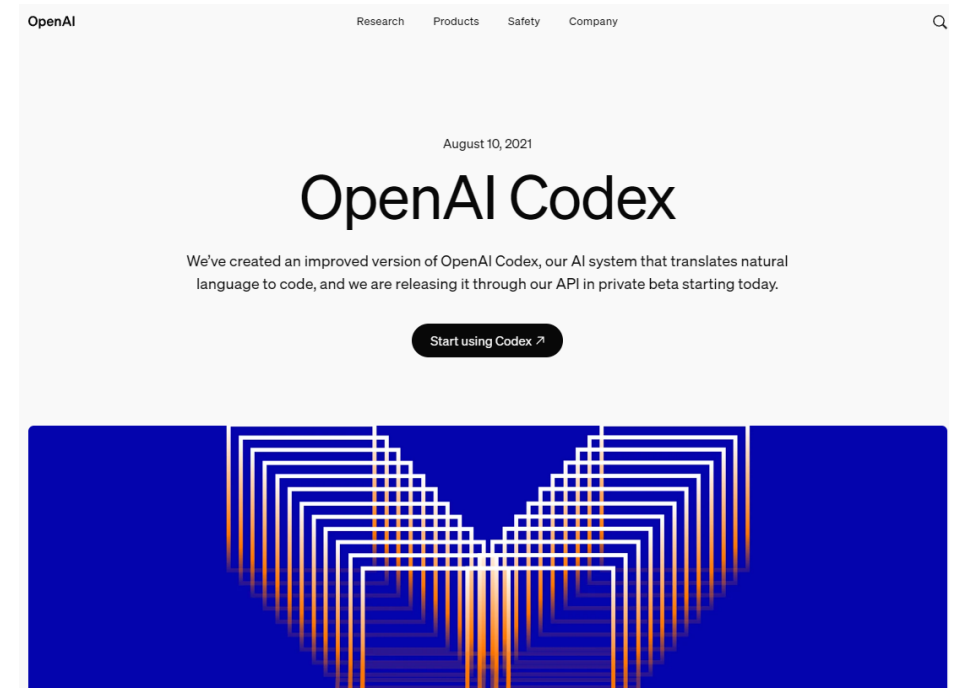 OpenAI
Research Products Safety Company
August 10, 2021
OpenAI Codex
We’ve created an improved version of OpenAI Codex, our AI system that translates natural
language to code, and we are releasing it through our API in private beta starting today.
Start using Codex ↗